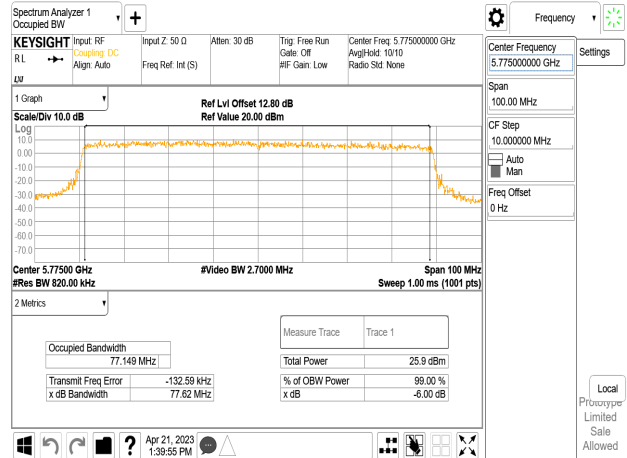 Spectrum Analyzer 1
Occupied BW
Frequency
KEYSIGHT
Input: RF
Input Z: 50 Ω
Atten: 30 dB
Trig: Free Run
Center Freq: 5.775000000 GHz
R L
Coupling: DC
Gate: Off
Avg|Hold: 10/10
Align: Auto
Freq Ref: Int (S)
#IF Gain: Low
Radio Std: None
LXI
Center Frequency
5.775000000 GHz
Settings
Span
100.00 MHz
CF Step
10.000000 MHz
Auto
Man
Freq Offset
0 Hz
1 Graph
Ref Lvl Offset 12.80 dB
Scale/Div 10.0 dB
Ref Value 20.00 dBm
Log
10.0
0.00
-10.0
-20.0
-30.0
-40.0
-50.0
-60.0
-70.0
Center 5.77500 GHz
#Video BW 2.7000 MHz
Span 100 MHz
#Res BW 820.00 kHz
Sweep 1.00 ms (1001 pts)
2 Metrics
Measure Trace
Trace 1
Occupied Bandwidth
77.149 MHz
Total Power
25.9 dBm
Transmit Freq Error
-132.59 kHz
% of OBW Power
99.00 %
x dB Bandwidth
77.62 MHz
x dB
-6.00 dB
Local
Prototype
Limited
Sale
Allowed
?
Apr 21, 2023
1:39:55 PM